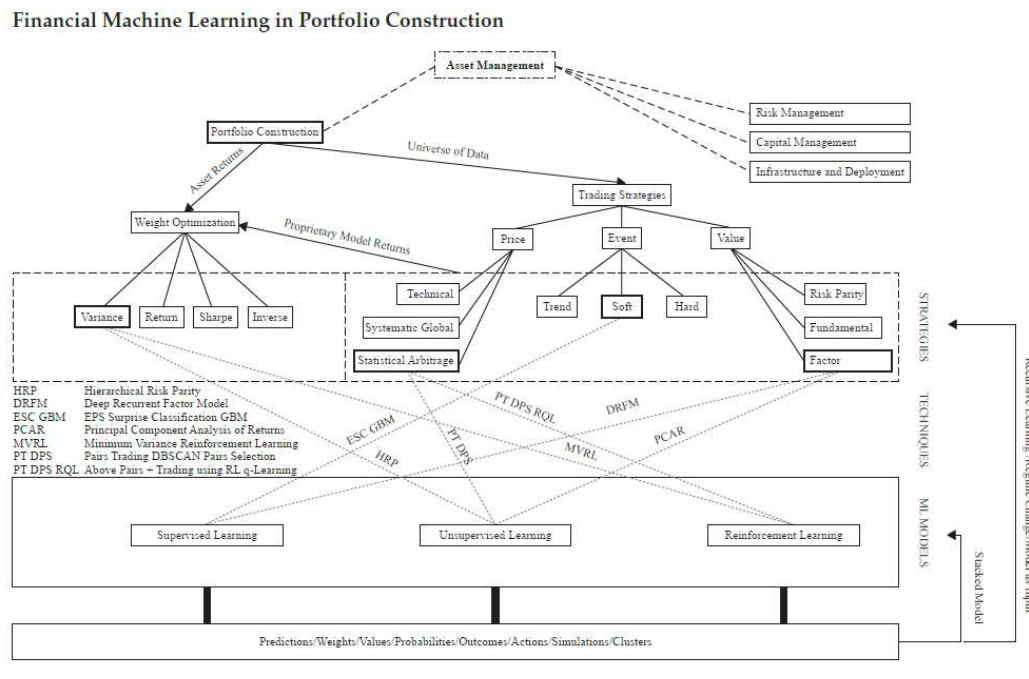 Financial Machine Learning in Portfolio Construction
Asset Management
Risk Management
Portfolio Construction
Capital Management
Universe of Data
Infrastructure and Deployment
Asset Returns
Trading Strategies
Weight Optimization
Proprietary Model Returns
Price
Event
Value
Technical
Trend
Soft
Hard
Risk Parity
Variance
Return
Sharpe
Inverse
Systematic Global
Fundamental
Statistical Arbitrage
Factor
STRATEGIES
HRP Hierarchical Risk Parity
DRFM Deep Recurrent Factor Model
ESC GBM EPS Surprise Classification GBM
PCAR Principal Component Analysis of Returns
MVRL Minimum Variance Reinforcement Learning
PT DPS Pairs Trading DBSCAN Pairs Selection
PT DPS RQL Above Pairs + Trading using RL q-Learning
ESC GBM
HRP
PT DPS
PT DPS RQL
MVRL
DRFM
PCAR
TECHNIQUES
Supervised Learning
Unsupervised Learning
Reinforcement Learning
ML MODELS
Stacked Model
Predictions/Weights/Values/Probabilities/Outcomes/Actions/Simulations/Clusters